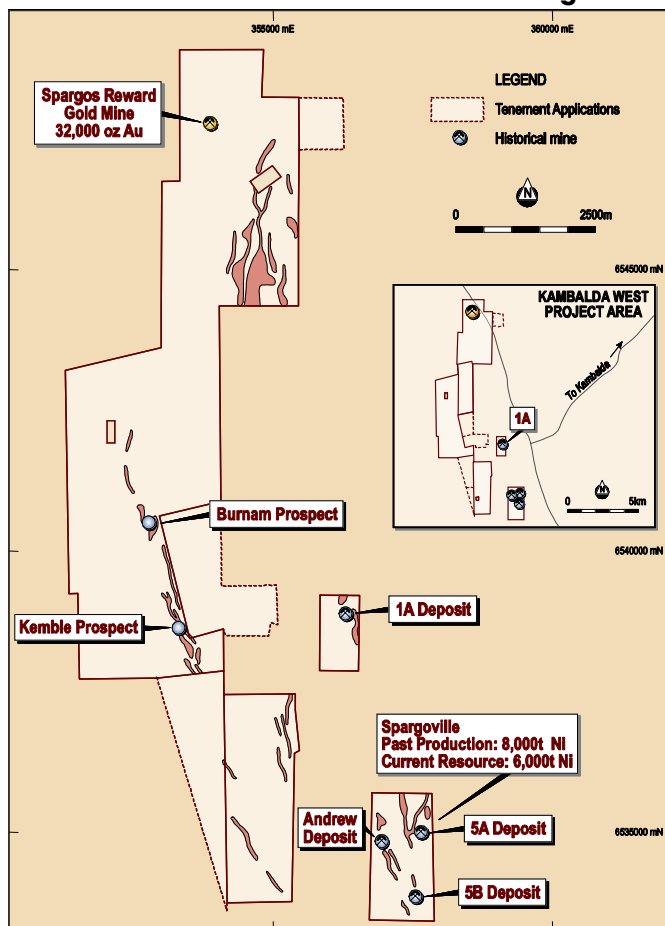 355000 mE
360000 mE
Spargos Reward
Gold Mine
32,000 oz Au
LEGEND
Tenement Applications
Historical mine
N
0
2500m
6545000 mN
KAMBALDA WEST
PROJECT AREA
To Kambalda
1A
N
0
5km
Burnam Prospect
6540000 mN
1A Deposit
Kemble Prospect
Spargoville
Past Production: 8,000t Ni
Current Resource: 6,000t Ni
Andrew
Deposit
5A Deposit
6535000 mN
5B Deposit